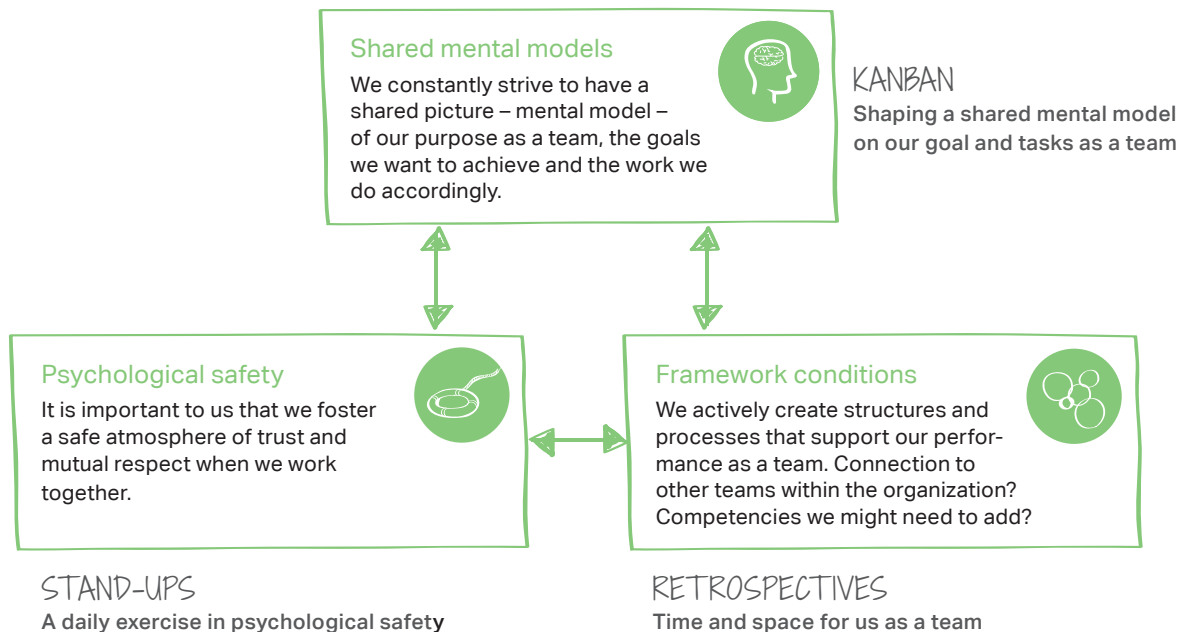 Shared mental models
We constantly strive to have a
shared picture – mental model –
of our purpose as a team, the goals
we want to achieve and the work we
do accordingly.
KANBAN
Shaping a shared mental model
on our goal and tasks as a team
Psychological safety
It is important to us that we foster
a safe atmosphere of trust and
mutual respect when we work
together.
Framework conditions
We actively create structures and
processes that support our perfor-
mance as a team. Connection to
other teams within the organization?
Competencies we might need to add?
STAND-UPS
A daily exercise in psychological safety
RETROSPECTIVES
Time and space for us as a team